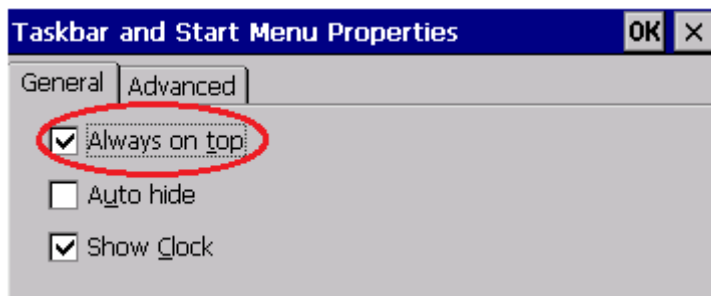 Taskbar and Start Menu Properties OK ×
General Advanced
Always on top
Auto hide
Show Clock